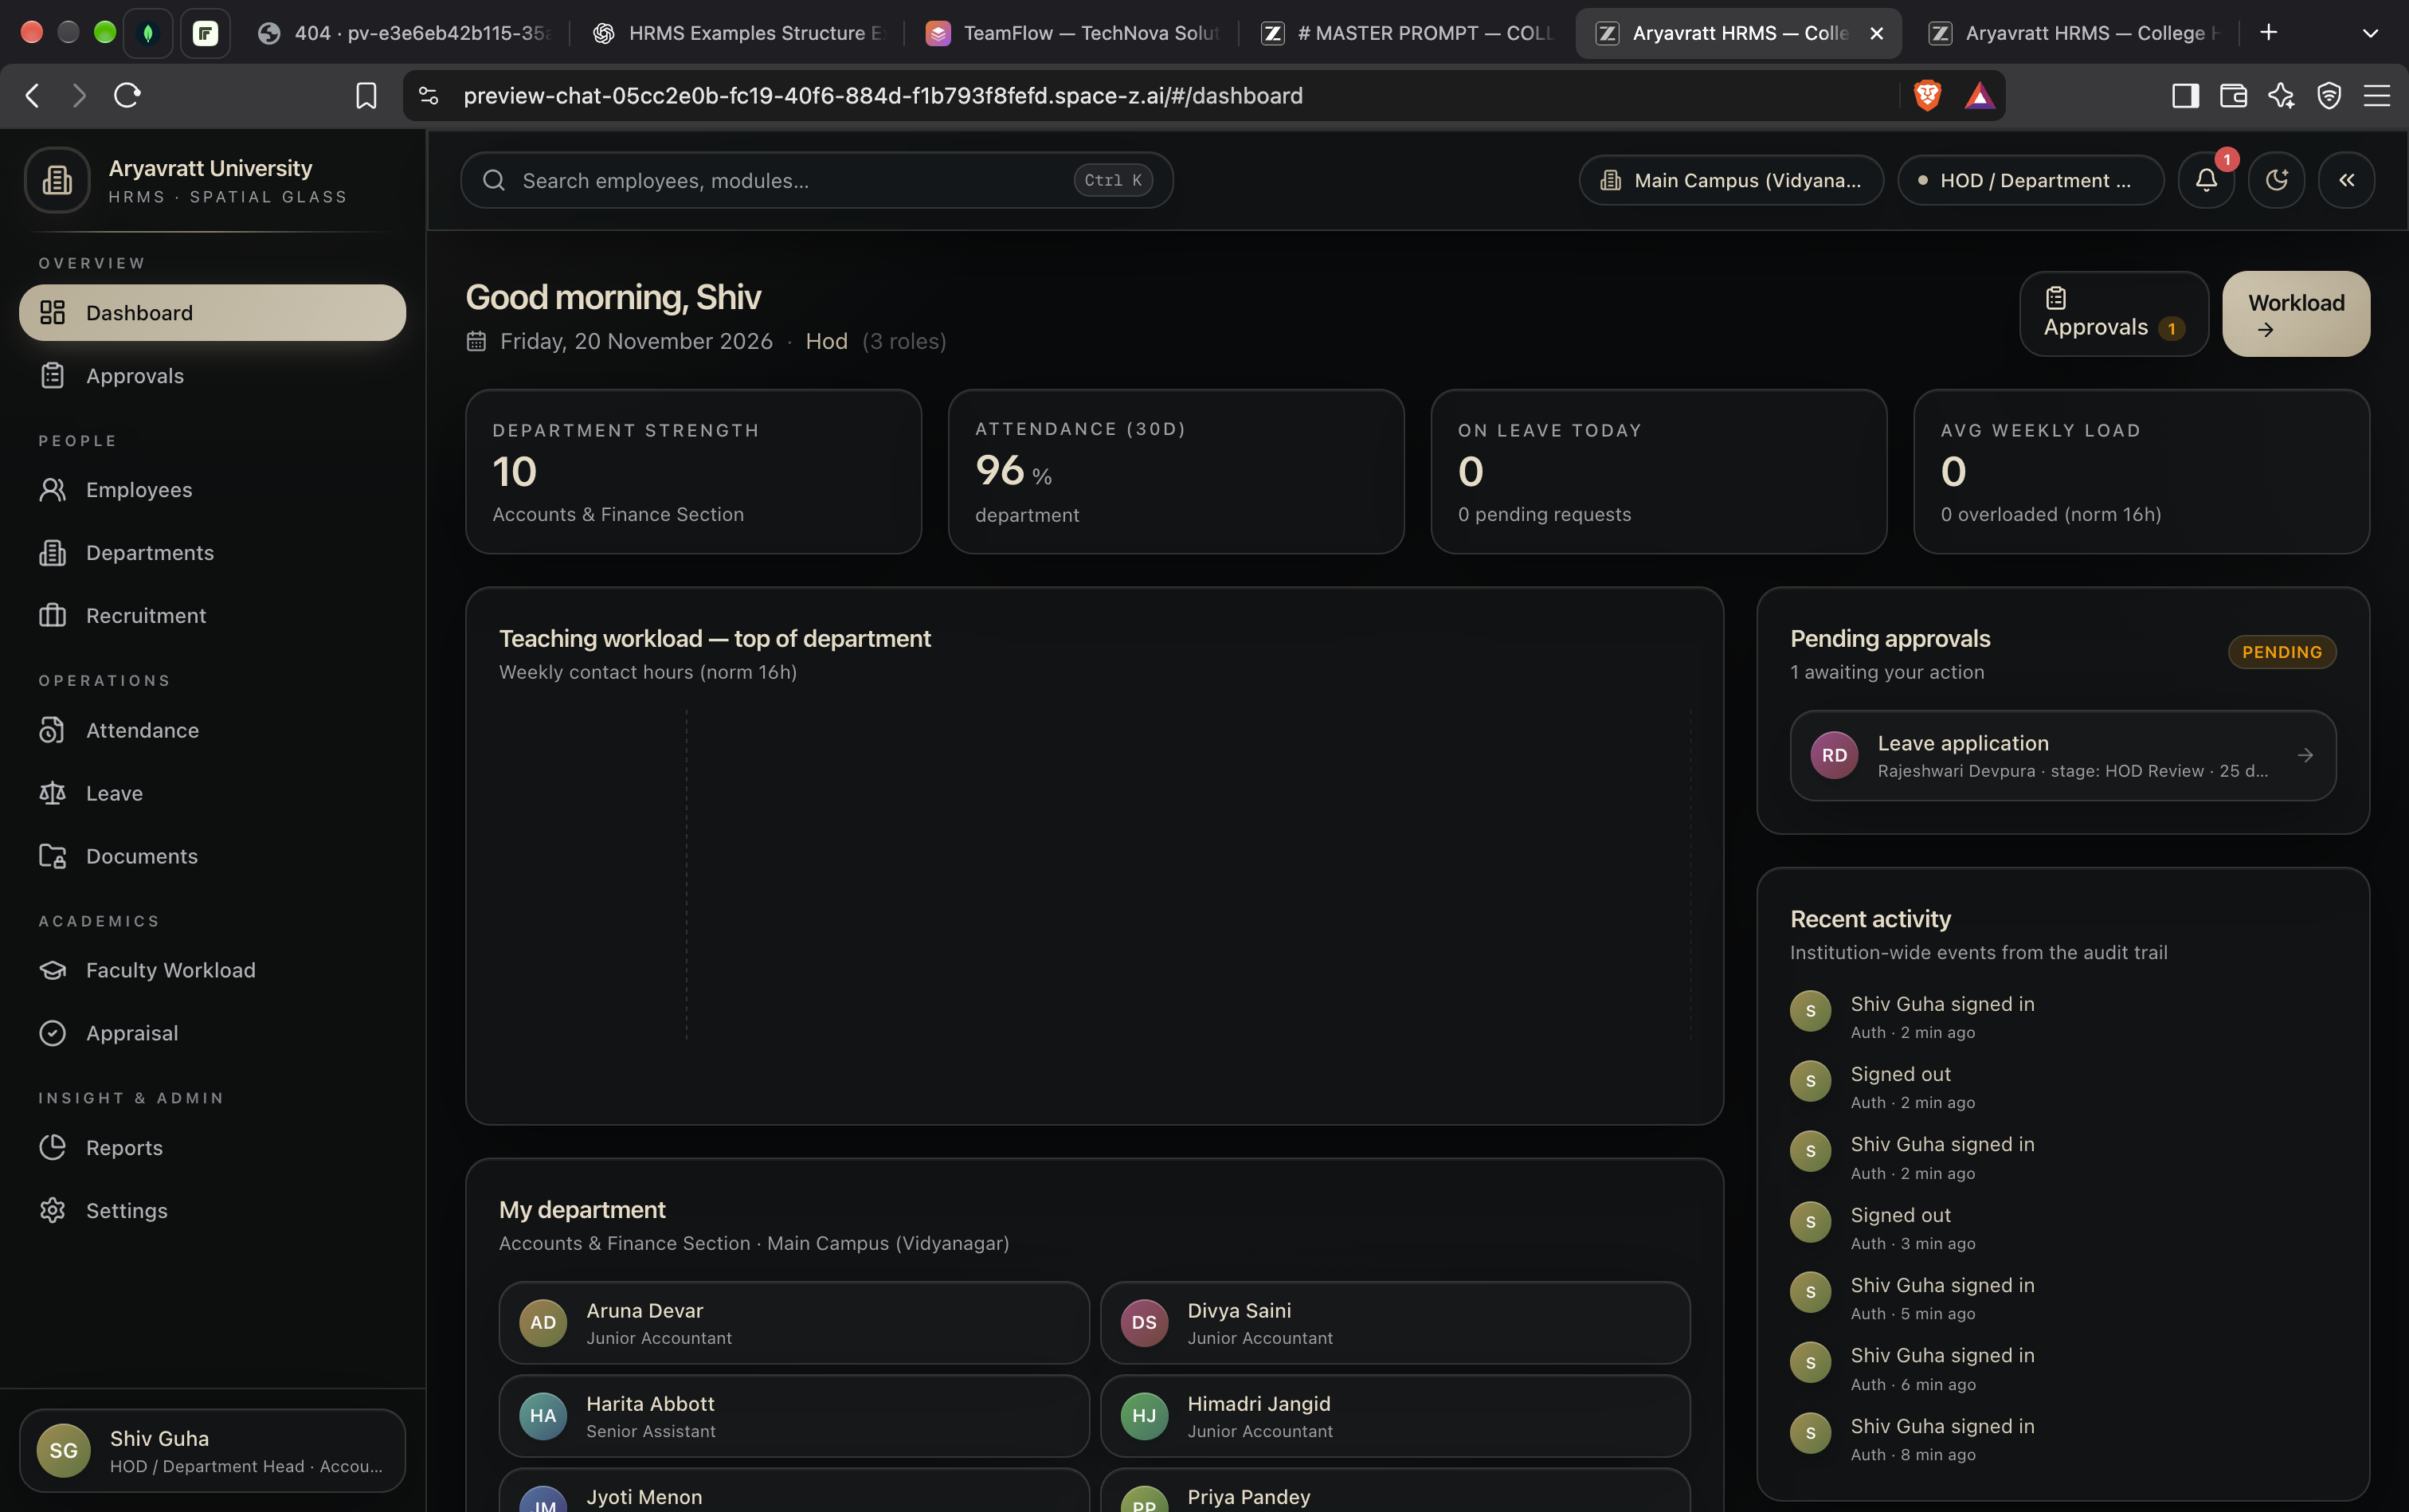 404 · pv-e3e6eb42b115-35
HRMS Examples Structure E
TeamFlow — TechNova Solut
# MASTER PROMPT — COLL
Aryavratt HRMS — Colle
Aryavratt HRMS — College H
preview-chat-05cc2e0b-fc19-40f6-884d-f1b793f8fefd.space-z.ai/#/dashboard
Aryavratt University
HRMS · SPATIAL GLASS
Search employees, modules...
Ctrl K
Main Campus (Vidyana...
HOD / Department ...
1
OVERVIEW
Dashboard
Approvals
PEOPLE
Employees
Departments
Recruitment
OPERATIONS
Attendance
Leave
Documents
ACADEMICS
Faculty Workload
Appraisal
INSIGHT & ADMIN
Reports
Settings
SG
Shiv Guha
HOD / Department Head · Accou...
Good morning, Shiv
Friday, 20 November 2026 · Hod (3 roles)
Approvals 1
Workload
→
DEPARTMENT STRENGTH
10
Accounts & Finance Section
ATTENDANCE (30D)
96 %
department
ON LEAVE TODAY
0
0 pending requests
AVG WEEKLY LOAD
0
0 overloaded (norm 16h)
Teaching workload — top of department
Weekly contact hours (norm 16h)
Pending approvals
1 awaiting your action
PENDING
RD
Leave application
Rajeshwari Devpura · stage: HOD Review · 25 d...
Recent activity
Institution-wide events from the audit trail
S
Shiv Guha signed in
Auth · 2 min ago
S
Signed out
Auth · 2 min ago
S
Shiv Guha signed in
Auth · 2 min ago
S
Signed out
Auth · 3 min ago
S
Shiv Guha signed in
Auth · 5 min ago
S
Shiv Guha signed in
Auth · 6 min ago
S
Shiv Guha signed in
Auth · 8 min ago
My department
Accounts & Finance Section · Main Campus (Vidyanagar)
AD
Aruna Devar
Junior Accountant
DS
Divya Saini
Junior Accountant
HA
Harita Abbott
Senior Assistant
HJ
Himadri Jangid
Junior Accountant
JM
Jyoti Menon
PP
Priya Pandey